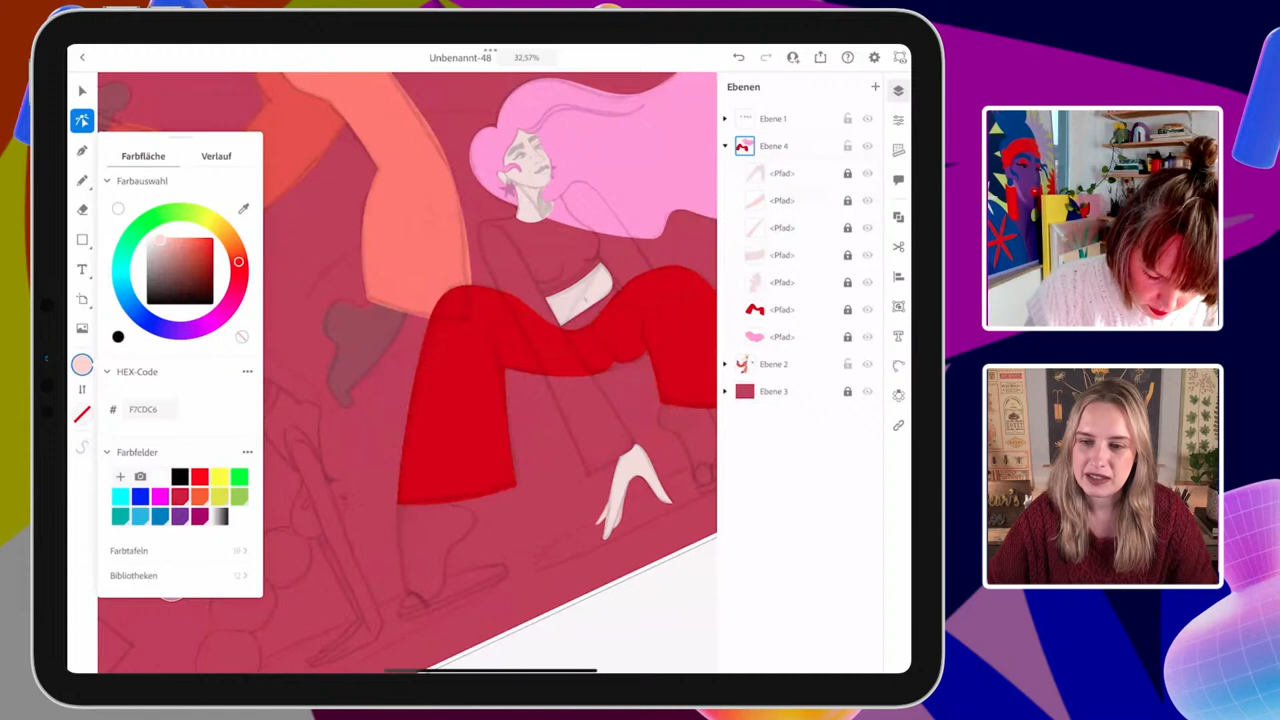 Unbenannt-48
32,57%
Ebenen
Ebene 1
Ebene 4
<Pfad>
<Pfad>
<Pfad>
<Pfad>
<Pfad>
<Pfad>
<Pfad>
Ebene 2
Ebene 3
Farbfläche
Verlauf
Farbauswahl
HEX-Code
# F7CDC6
Farbfelder
Farbtafeln
Bibliotheken